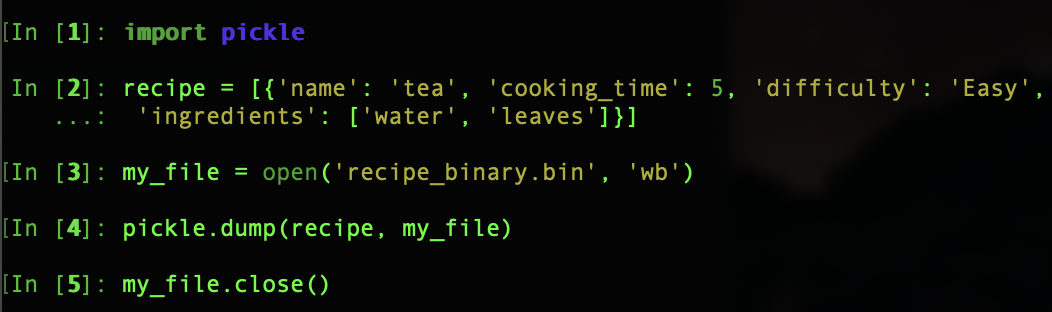 [In [1]: import pickle
In [2]: recipe = [{'name': 'tea', 'cooking_time': 5, 'difficulty': 'Easy',
...: 'ingredients': ['water', 'leaves']}]
[In [3]: my_file = open('recipe_binary.bin', 'wb')
[In [4]: pickle.dump(recipe, my_file)
[In [5]: my_file.close()